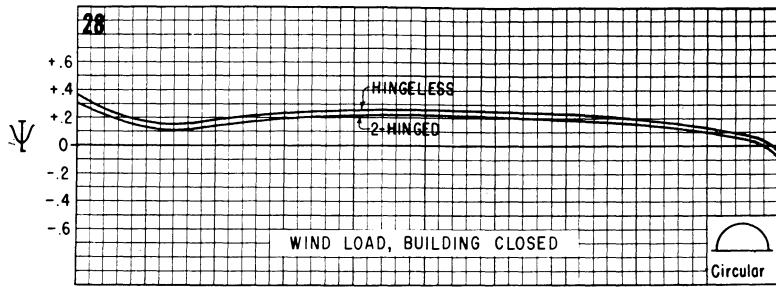 28
+.6
+.4
HINGELESS
+.2
2-HINGED
Ψ
0
-.2
-.4
-.6
WIND LOAD, BUILDING CLOSED
Circular